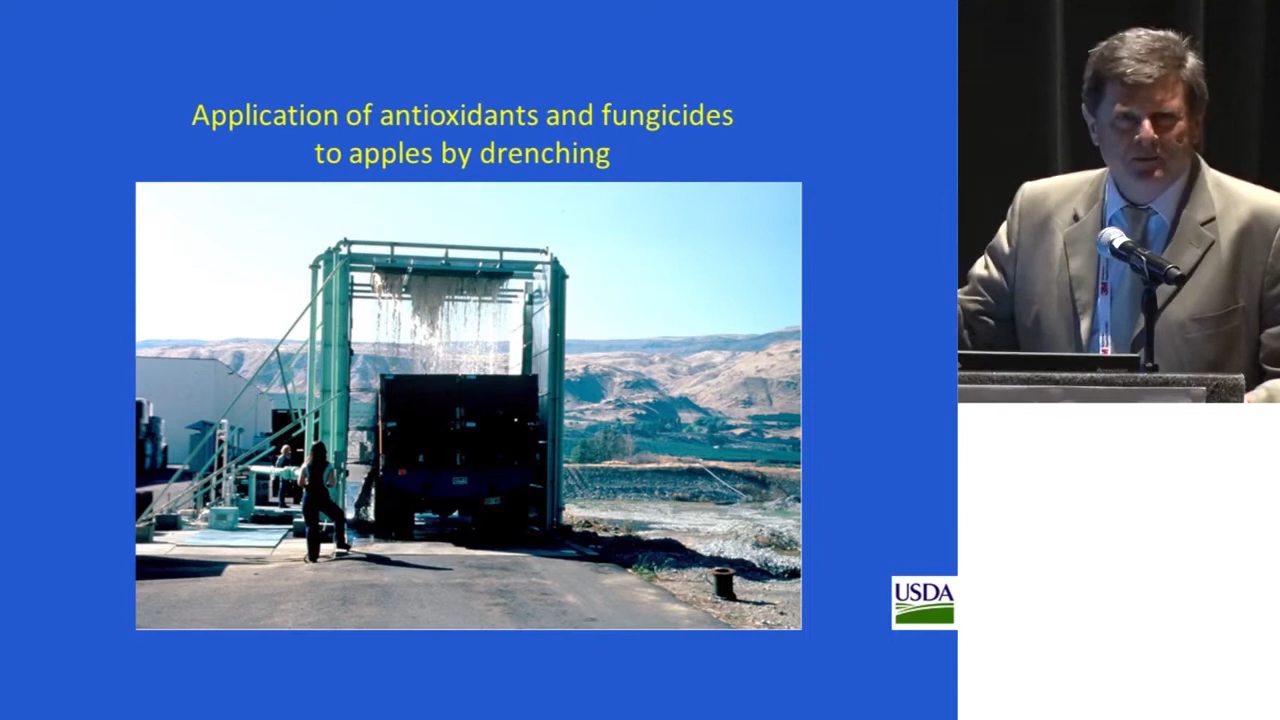 Application of antioxidants and fungicides
to apples by drenching
USDA